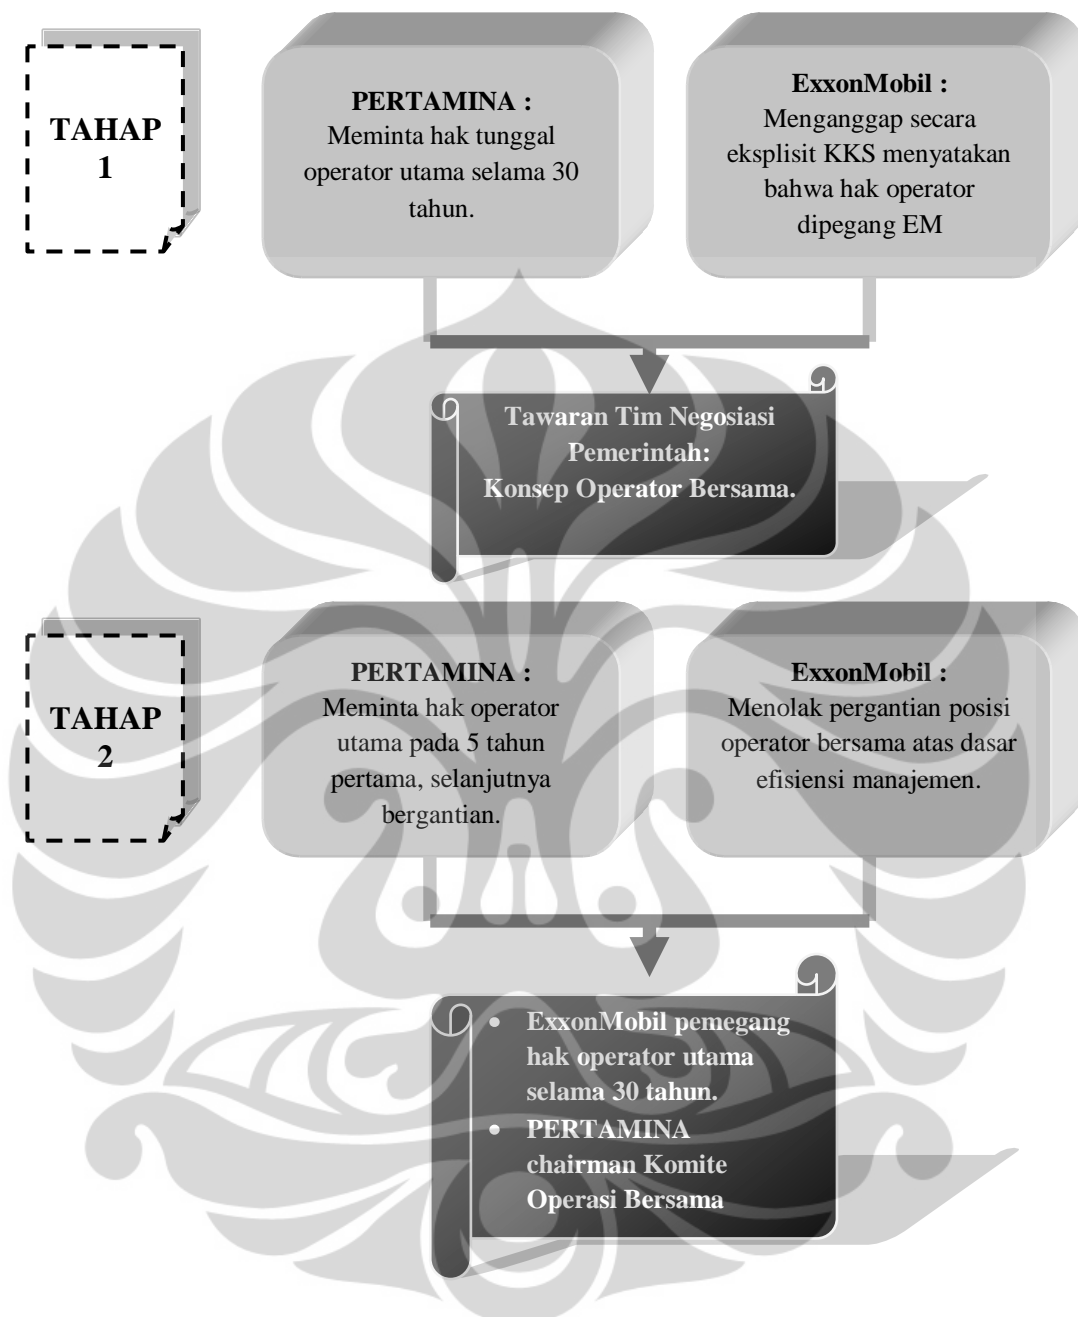 TAHAP
1
PERTAMINA :
Meminta hak tunggal
operator utama selama 30
tahun.
ExxonMobil :
Menganggap secara
eksplisit KKS menyatakan
bahwa hak operator
dipegang EM
Tawaran Tim Negosiasi
Pemerintah:
Konsep Operator Bersama.
TAHAP
2
PERTAMINA :
Meminta hak operator
utama pada 5 tahun
pertama, selanjutnya
bergantian.
ExxonMobil :
Menolak pergantian posisi
operator bersama atas dasar
efisiensi manajemen.
• ExxonMobil pemegang
hak operator utama
selama 30 tahun.
• PERTAMINA
chairman Komite
Operasi Bersama